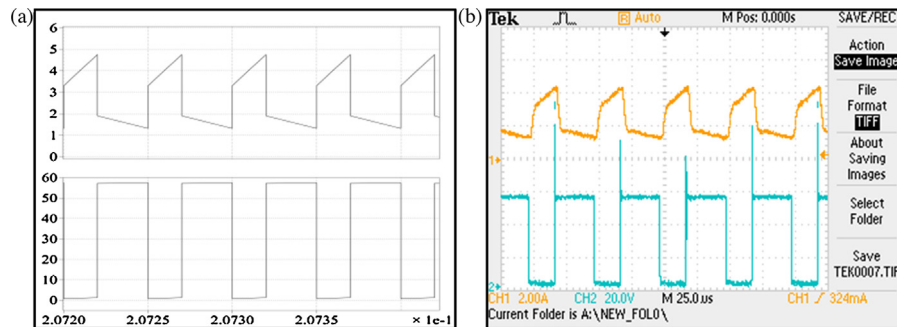 (a)
6
5
4
3
2
1
0
60
50
40
30
20
10
0
2.0720 2.0725 2.0730 2.0735 × 1e-1
(b)
Tek Auto M Pos: 0.000s SAVE/REC
Action
Save Image
File
Format
TIFF
About
Saving
Images
Select
Folder
Save
TEK0007.TIF
1
2
CH1 2.00A CH2 20.0V M 25.0µs CH1 324mA
Current Folder is A:\NEW_FOL0\